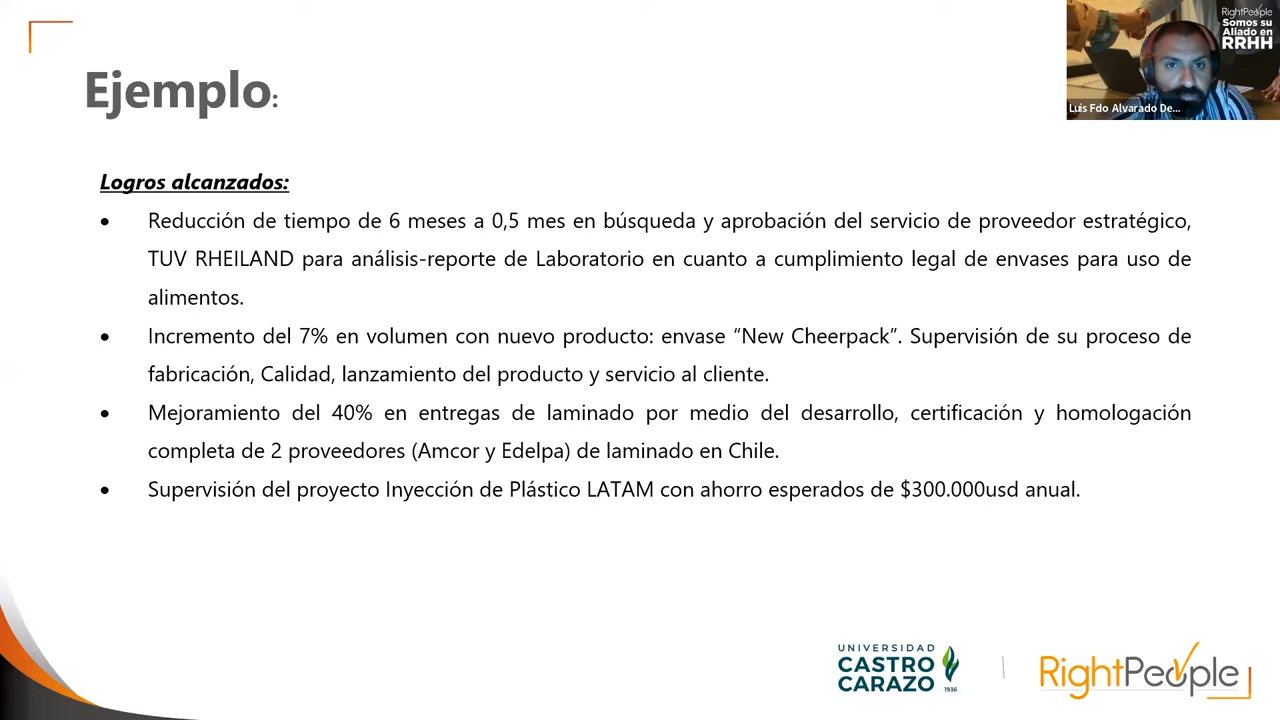 Ejemplo:
Logros alcanzados:
• Reducción de tiempo de 6 meses a 0,5 mes en búsqueda y aprobación del servicio de proveedor estratégico,
TUV RHEILAND para análisis-reporte de Laboratorio en cuanto a cumplimiento legal de envases para uso de
alimentos.
• Incremento del 7% en volumen con nuevo producto: envase “New Cheerpack”. Supervisión de su proceso de
fabricación, Calidad, lanzamiento del producto y servicio al cliente.
• Mejoramiento del 40% en entregas de laminado por medio del desarrollo, certificación y homologación
completa de 2 proveedores (Amcor y Edelpa) de laminado en Chile.
• Supervisión del proyecto Inyección de Plástico LATAM con ahorro esperados de $300.000usd anual.
RightPeople
Somos su
Aliado en
RRHH
Luis Fdo Alvarado De...
UNIVERSIDAD
CASTRO
CARAZO
1936
RightPeople